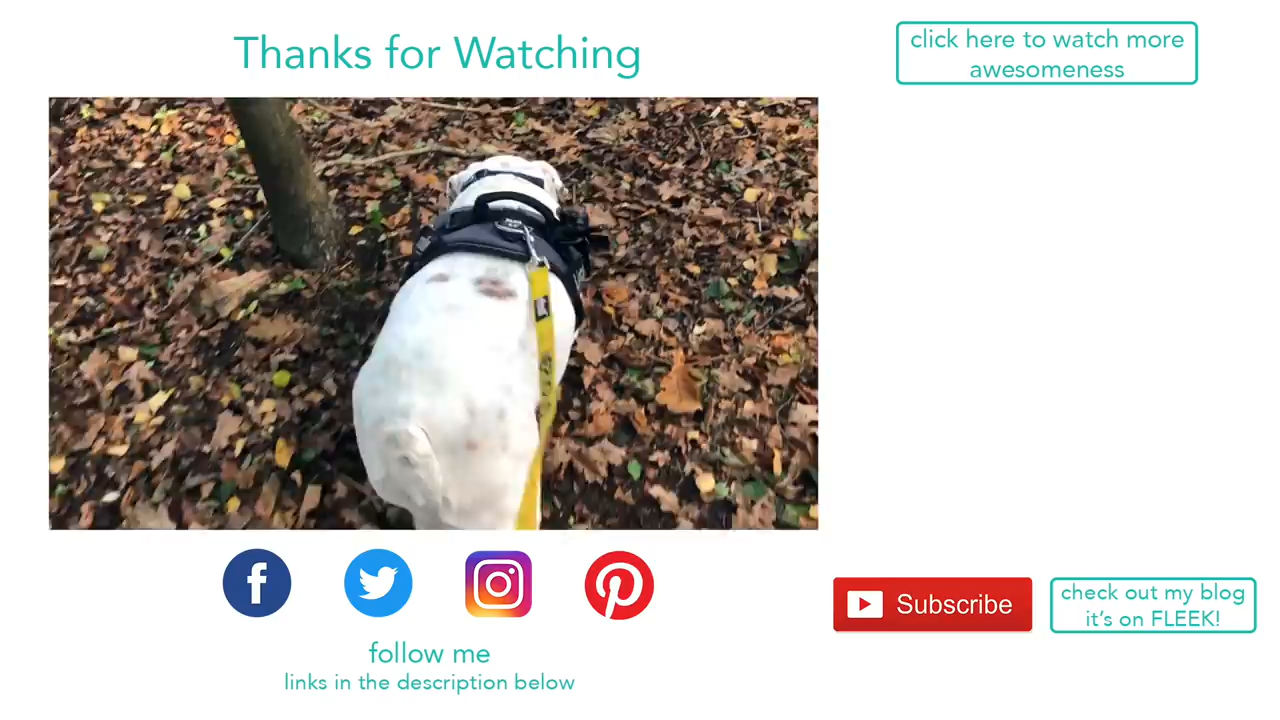 Thanks for Watching
click here to watch more
awesomeness
Subscribe
check out my blog
it's on FLEEK!
follow me
links in the description below